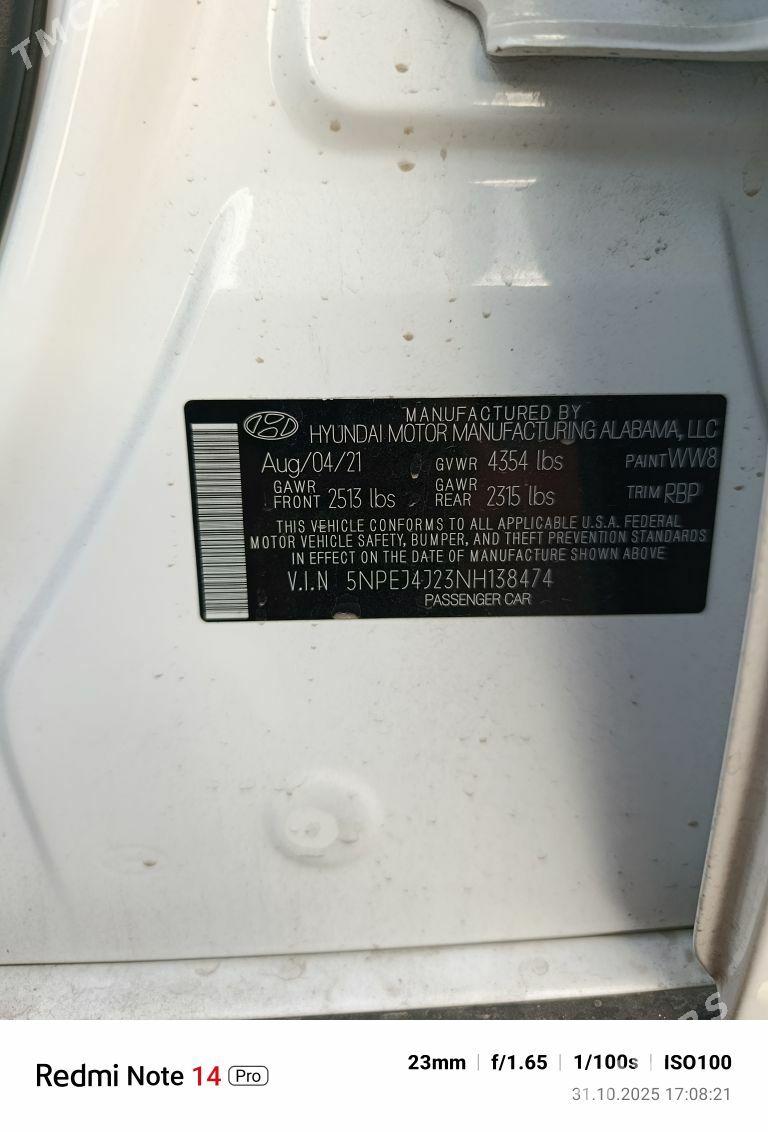 MANUFACTURED BY
HYUNDAI MOTOR MANUFACTURING ALABAMA, LLC
Aug/04/21 GVWR 4354 lbs PAINT WW8
GAWR FRONT 2513 lbs GAWR REAR 2315 lbs TRIM RBP
THIS VEHICLE CONFORMS TO ALL APPLICABLE U.S.A. FEDERAL
MOTOR VEHICLE SAFETY, BUMPER, AND THEFT PREVENTION STANDARDS
IN EFFECT ON THE DATE OF MANUFACTURE SHOWN ABOVE
V.I.N 5NPEJ4J23NH138474
PASSENGER CAR
Redmi Note 14 Pro
23mm | f/1.65 | 1/100s | ISO100
31.10.2025 17:08:21